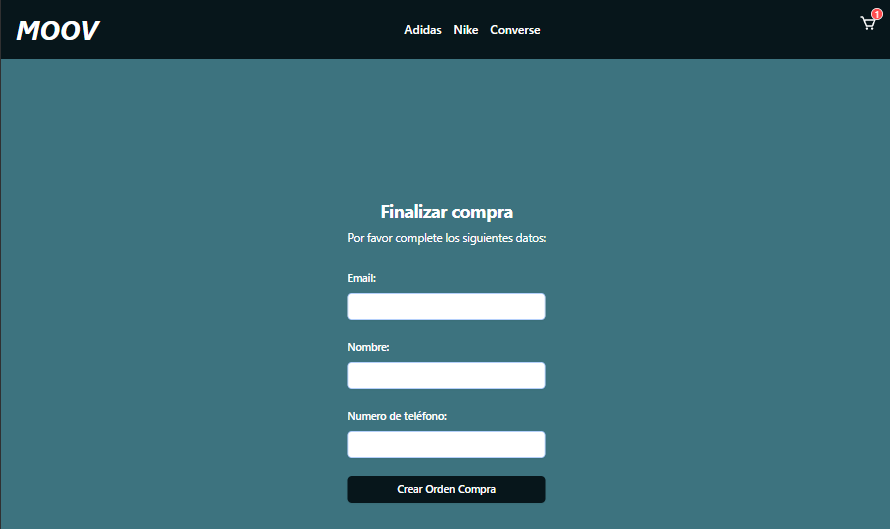 MOOV
Adidas Nike Converse
1
Finalizar compra
Por favor complete los siguientes datos:
Email:
Nombre:
Numero de teléfono:
Crear Orden Compra